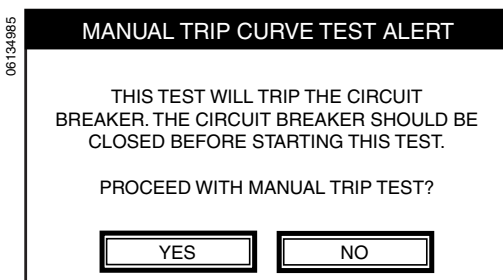 06134985
MANUAL TRIP CURVE TEST ALERT
THIS TEST WILL TRIP THE CIRCUIT
BREAKER. THE CIRCUIT BREAKER SHOULD BE
CLOSED BEFORE STARTING THIS TEST.
PROCEED WITH MANUAL TRIP TEST?
YES
NO